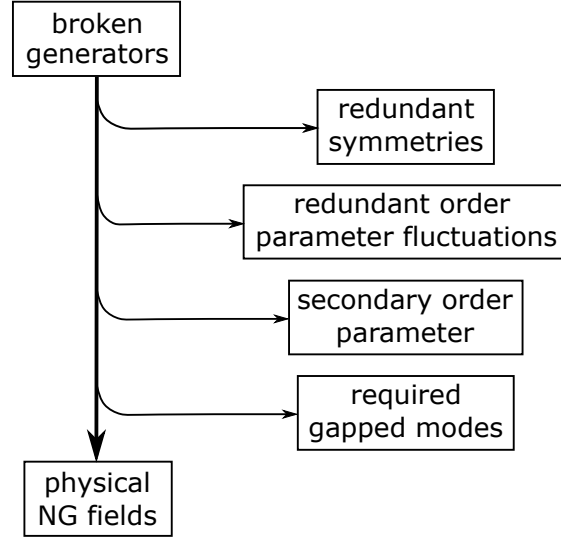 broken
generators
redundant
symmetries
redundant order
parameter fluctuations
secondary order
parameter
required
gapped modes
physical
NG fields